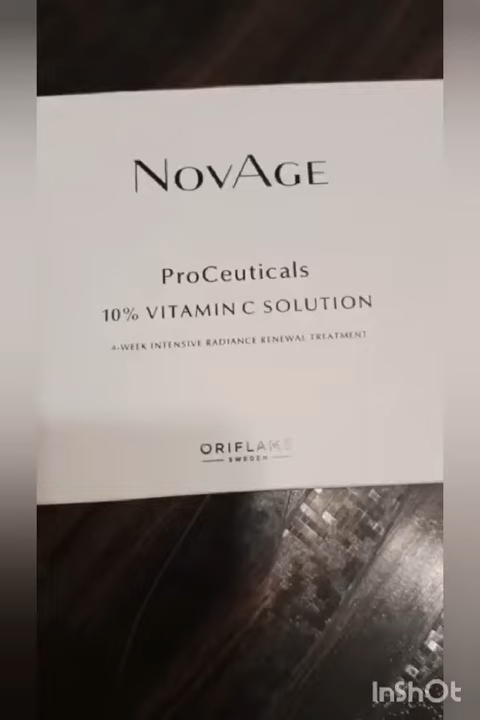 NOVAGE
ProCeuticals
10% VITAMIN C SOLUTION
4-WEEK INTENSIVE RADIANCE RENEWAL TREATMENT
ORIFLAME
SWEDEN
InShOt